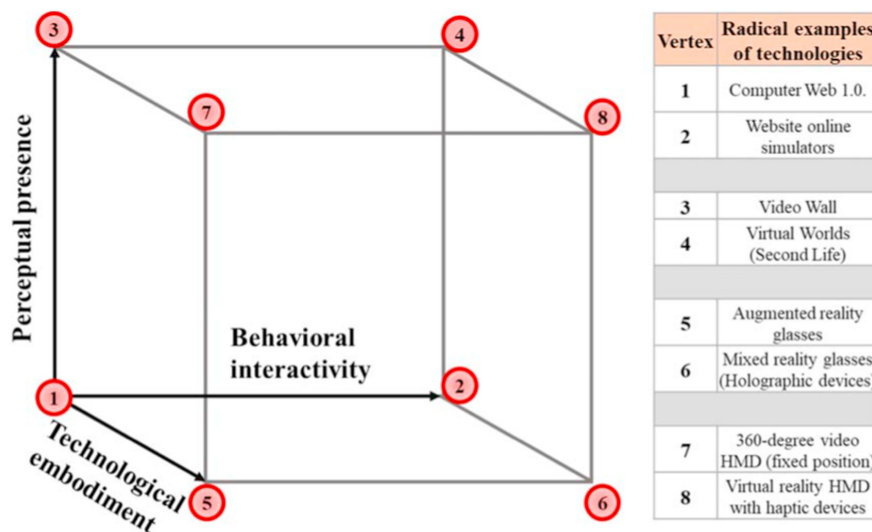 3
4
7
8
Perceptual presence
Behavioral
interactivity
1
2
Technological
embodiment
5
6
Vertex Radical examples
of technologies
1 Computer Web 1.0.
2 Website online
simulators
3 Video Wall
4 Virtual Worlds
(Second Life)
5 Augmented reality
glasses
6 Mixed reality glasses
(Holographic devices)
7 360-degree video
HMD (fixed position)
8 Virtual reality HMD
with haptic devices